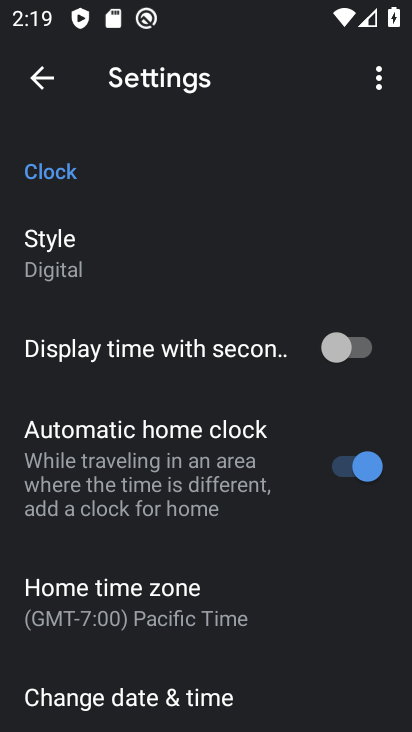 2:19
Settings
Clock
Style
Digital
Display time with secon..
Automatic home clock
While traveling in an area
where the time is different,
add a clock for home
Home time zone
(GMT-7:00) Pacific Time
Change date & time